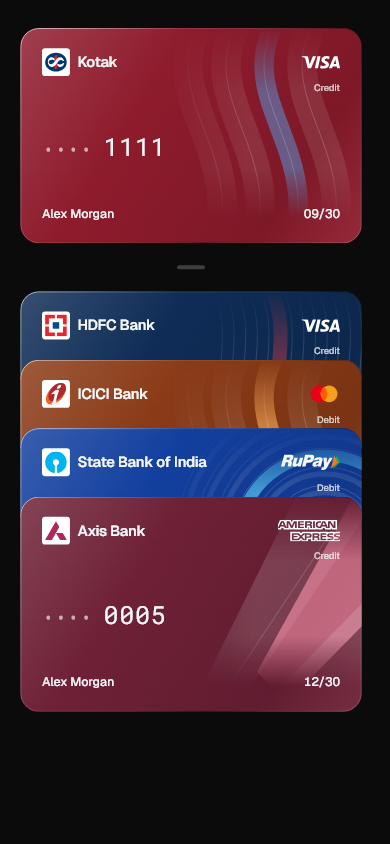 Kotak
VISA
Credit
•••• 1111
Alex Morgan
09/30
HDFC Bank
VISA
Credit
ICICI Bank
Debit
State Bank of India
RuPay
Debit
Axis Bank
AMERICAN
EXPRESS
Credit
•••• 0005
Alex Morgan
12/30